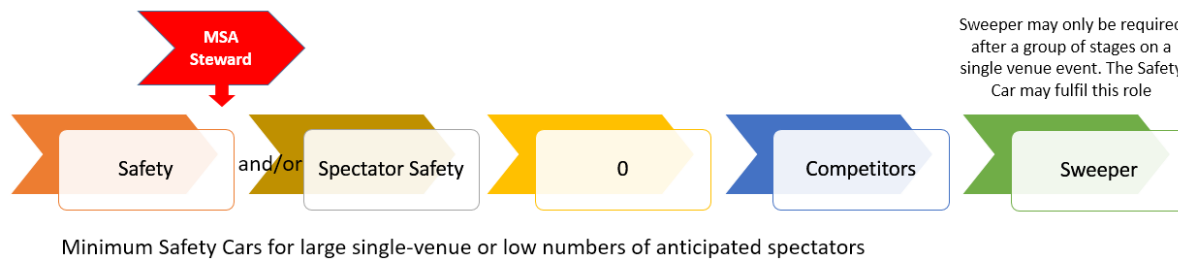 MSA
Steward
Sweeper may only be required
after a group of stages on a
single venue event. The Safety
Car may fulfil this role
Safety
and/or
Spectator Safety
0
Competitors
Sweeper
Minimum Safety Cars for large single-venue or low numbers of anticipated spectators